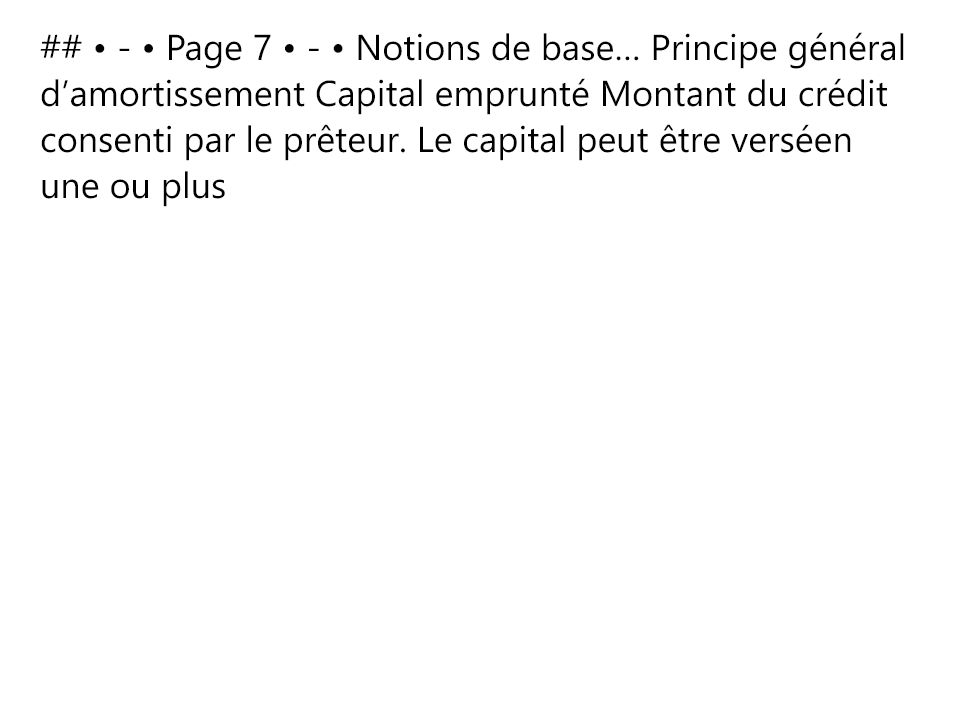 ## • - • Page 7 • - • Notions de base... Principe général
d’amortissement Capital emprunté Montant du crédit
consenti par le prêteur. Le capital peut être verséen
une ou plus